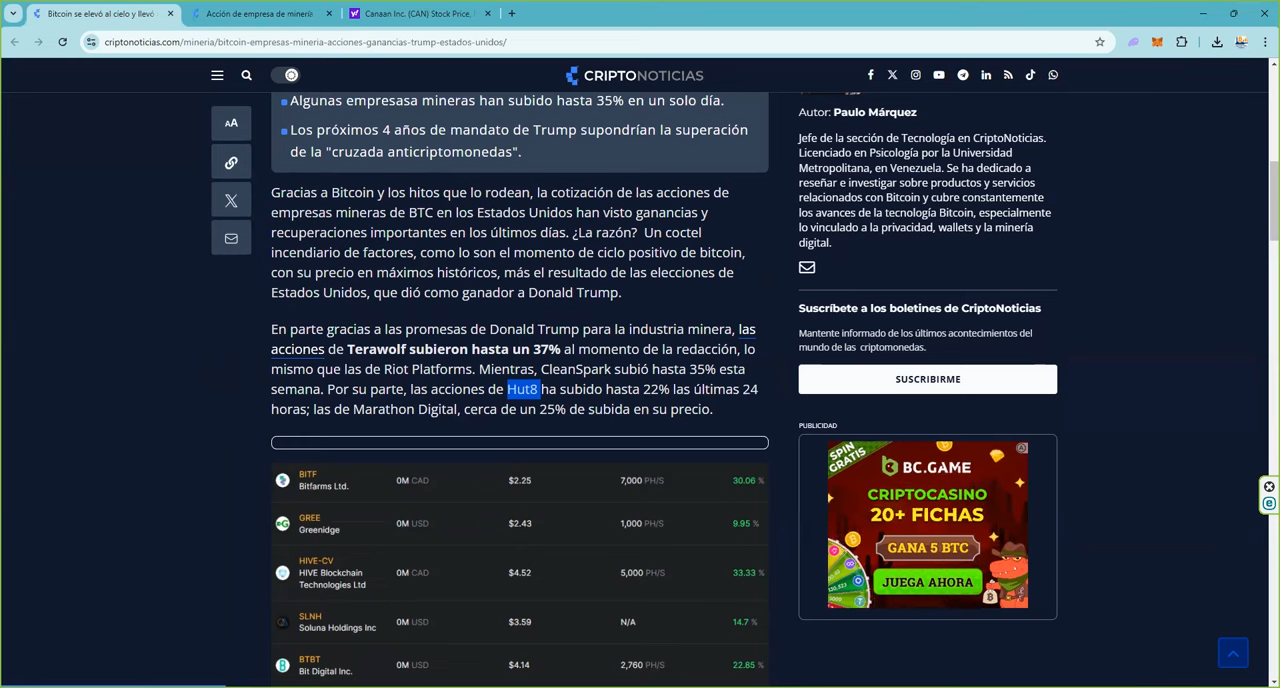 Bitcoin se elevó al cielo y llevó
Acción de empresa de minería
Canaan Inc. (CAN) Stock Price,
criptonoticias.com/mineria/bitcoin-empresas-mineria-acciones-ganancias-trump-estados-unidos/
CRIPTONOTICIAS
AA
Algunas empresasa mineras han subido hasta 35% en un solo día.
Los próximos 4 años de mandato de Trump supondrían la superación
de la "cruzada anticriptomonedas".
Gracias a Bitcoin y los hitos que lo rodean, la cotización de las acciones de
empresas mineras de BTC en los Estados Unidos han visto ganancias y
recuperaciones importantes en los últimos días. ¿La razón? Un coctel
incendiario de factores, como lo son el momento de ciclo positivo de bitcoin,
con su precio en máximos históricos, más el resultado de las elecciones de
Estados Unidos, que dió como ganador a Donald Trump.
En parte gracias a las promesas de Donald Trump para la industria minera, las
acciones de Terawolf subieron hasta un 37% al momento de la redacción, lo
mismo que las de Riot Platforms. Mientras, CleanSpark subió hasta 35% esta
semana. Por su parte, las acciones de Hut8 ha subido hasta 22% las últimas 24
horas; las de Marathon Digital, cerca de un 25% de subida en su precio.
BITF
Bitfarms Ltd.
0M CAD $2.25 7,000 PH/S 30.06 %
GREE
Greenidge
0M USD $2.43 1,000 PH/S 9.95 %
HIVE-CV
HIVE Blockchain
Technologies Ltd
0M CAD $4.52 5,000 PH/S 33.33 %
SLNH
Soluna Holdings Inc
0M USD $3.59 N/A 14.7 %
BTBT
Bit Digital Inc.
0M USD $4.14 2,760 PH/S 22.85 %
Autor: Paulo Márquez
Jefe de la sección de Tecnología en CriptoNoticias.
Licenciado en Psicología por la Universidad
Metropolitana, en Venezuela. Se ha dedicado a
reseñar e investigar sobre productos y servicios
relacionados con Bitcoin y cubre constantemente
los avances de la tecnología Bitcoin, especialmente
lo vinculado a la privacidad, wallets y la minería
digital.
Suscríbete a los boletines de CriptoNoticias
Mantente informado de los últimos acontecimientos del
mundo de las criptomonedas.
SUSCRIBIRME
PUBLICIDAD
SPIN
GRATIS
BC.GAME
CRIPTOCASINO
20+ FICHAS
GANA 5 BTC
JUEGA AHORA